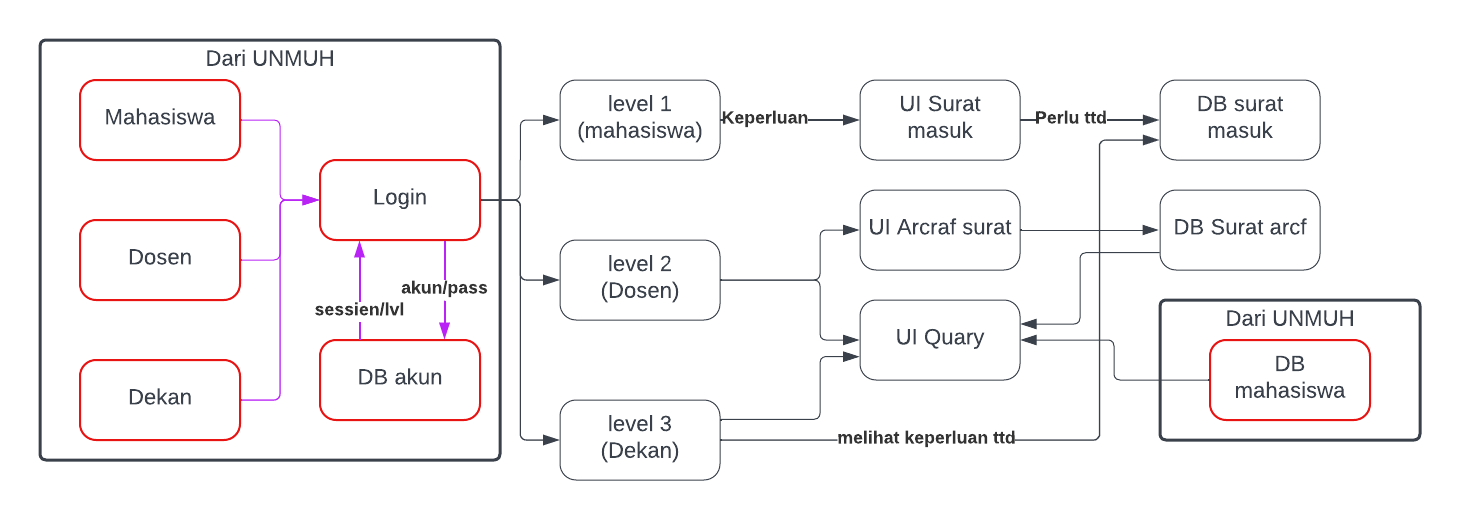 Dari UNMUH
Mahasiswa
Dosen
Dekan
Login
sessien/lvl
akun/pass
DB akun
level 1
(mahasiswa)
Keperluan
UI Surat
masuk
Perlu ttd
DB surat
masuk
level 2
(Dosen)
UI Arcraf surat
DB Surat arcf
UI Quary
level 3
(Dekan)
melihat keperluan ttd
Dari UNMUH
DB
mahasiswa